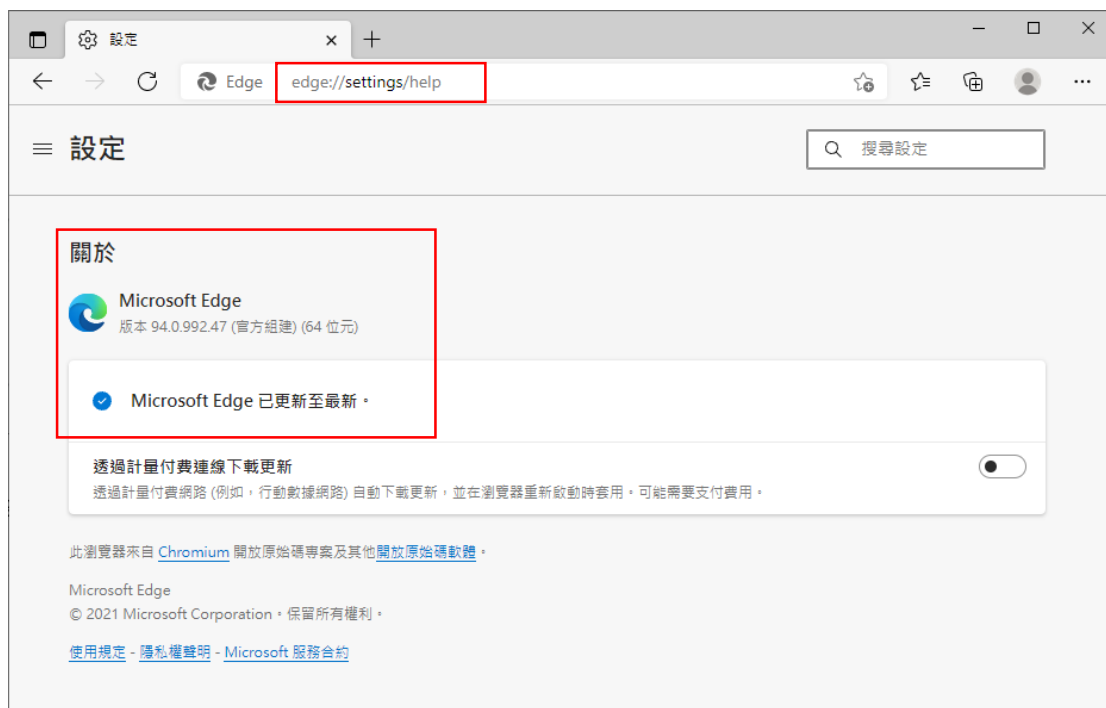 設定
Edge
edge://settings/help
設定
搜尋設定
關於
Microsoft Edge
版本 94.0.992.47 (官方組建) (64 位元)
Microsoft Edge 已更新至最新。
透過計量付費連線下載更新
透過計量付費網路 (例如，行動數據網路) 自動下載更新，並在瀏覽器重新啟動時套用。可能需要支付費用。
此瀏覽器來自 Chromium 開放原始碼專案及其他開放原始碼軟體。
Microsoft Edge
© 2021 Microsoft Corporation。保留所有權利。
使用規定 - 隱私權聲明 - Microsoft 服務合約